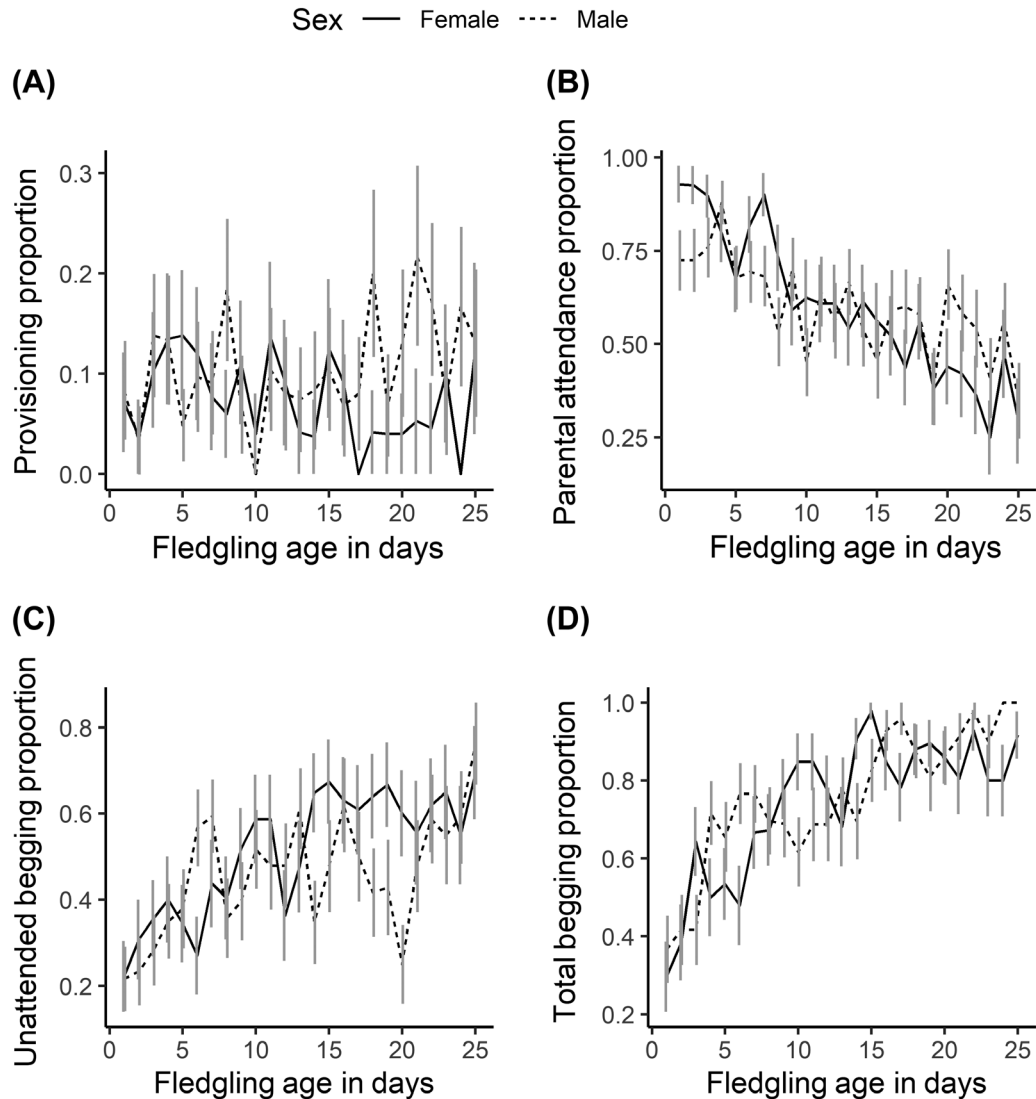 Sex Female Male
(A)
Provisioning proportion
0.3
0.2
0.1
0.0
0 5 10 15 20 25
Fledgling age in days
(B)
Parental attendance proportion
1.00
0.75
0.50
0.25
0 5 10 15 20 25
Fledgling age in days
(C)
Unattended begging proportion
0.8
0.6
0.4
0.2
0 5 10 15 20 25
Fledgling age in days
(D)
Total begging proportion
1.0
0.8
0.6
0.4
0.2
0 5 10 15 20 25
Fledgling age in days